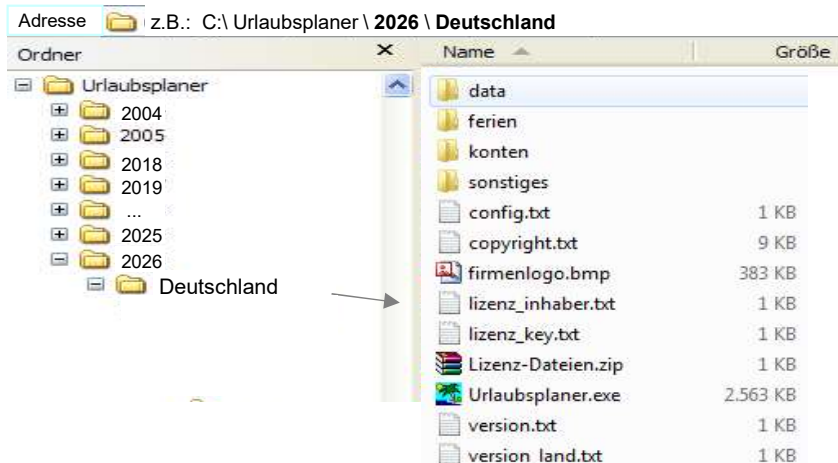 Adresse z.B.: C:\ Urlaubsplaner \ 2026 \ Deutschland
Ordner
Urlaubsplaner
2004
2005
2018
2019
...
2025
2026
Deutschland
Name Größe
data
ferien
konten
sonstiges
config.txt 1 KB
copyright.txt 9 KB
firmenlogo.bmp 383 KB
lizenz_inhaber.txt 1 KB
lizenz_key.txt 1 KB
Lizenz-Dateien.zip 1 KB
Urlaubsplaner.exe 2.563 KB
version.txt 1 KB
version_land.txt 1 KB